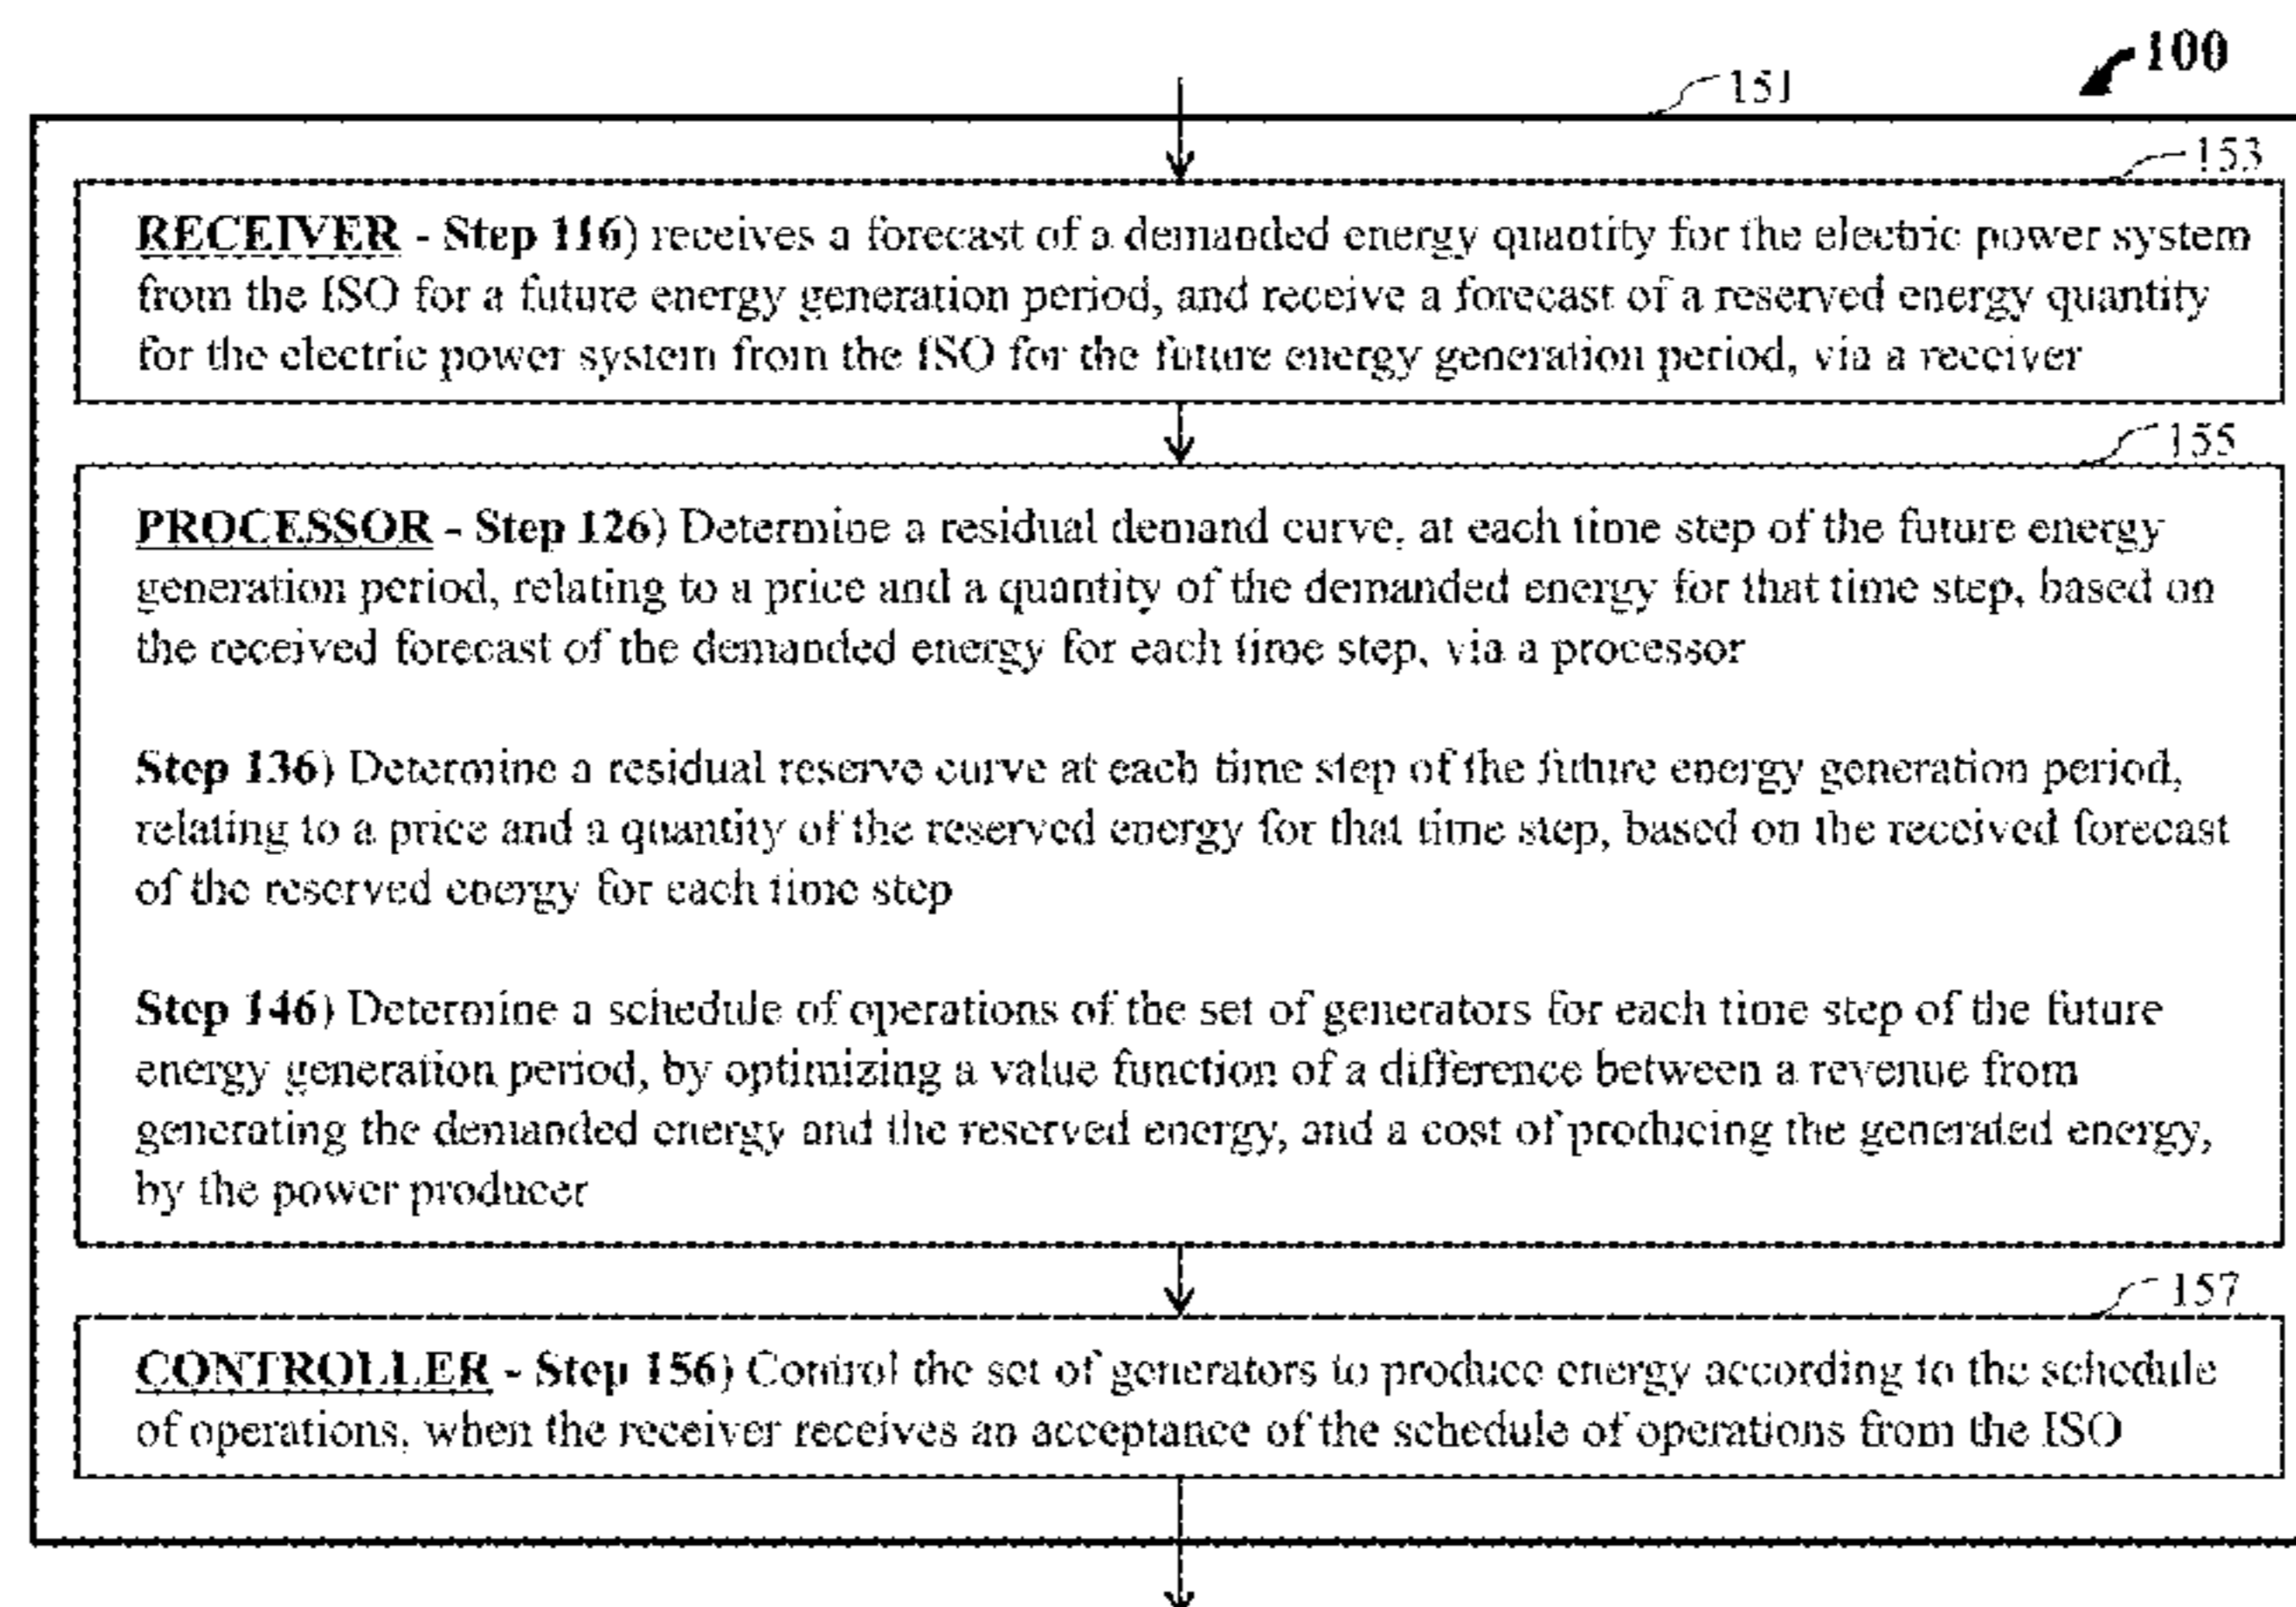 100
151
153
RECEIVER - Step 116) receives a forecast of a demanded energy quantity for the electric power system
from the ISO for a future energy generation period, and receive a forecast of a reserved energy quantity
for the electric power system from the ISO for the future energy generation period, via a receiver
155
PROCESSOR - Step 126) Determine a residual demand curve, at each time step of the future energy
generation period, relating to a price and a quantity of the demanded energy for that time step, based on
the received forecast of the demanded energy for each time step, via a processor
Step 136) Determine a residual reserve curve at each time step of the future energy generation period,
relating to a price and a quantity of the reserved energy for that time step, based on the received forecast
of the reserved energy for each time step
Step 146) Determine a schedule of operations of the set of generators for each time step of the future
energy generation period, by optimizing a value function of a difference between a revenue from
generating the demanded energy and the reserved energy, and a cost of producing the generated energy,
by the power producer
157
CONTROLLER - Step 156) Control the set of generators to produce energy according to the schedule
of operations, when the receiver receives an acceptance of the schedule of operations from the ISO